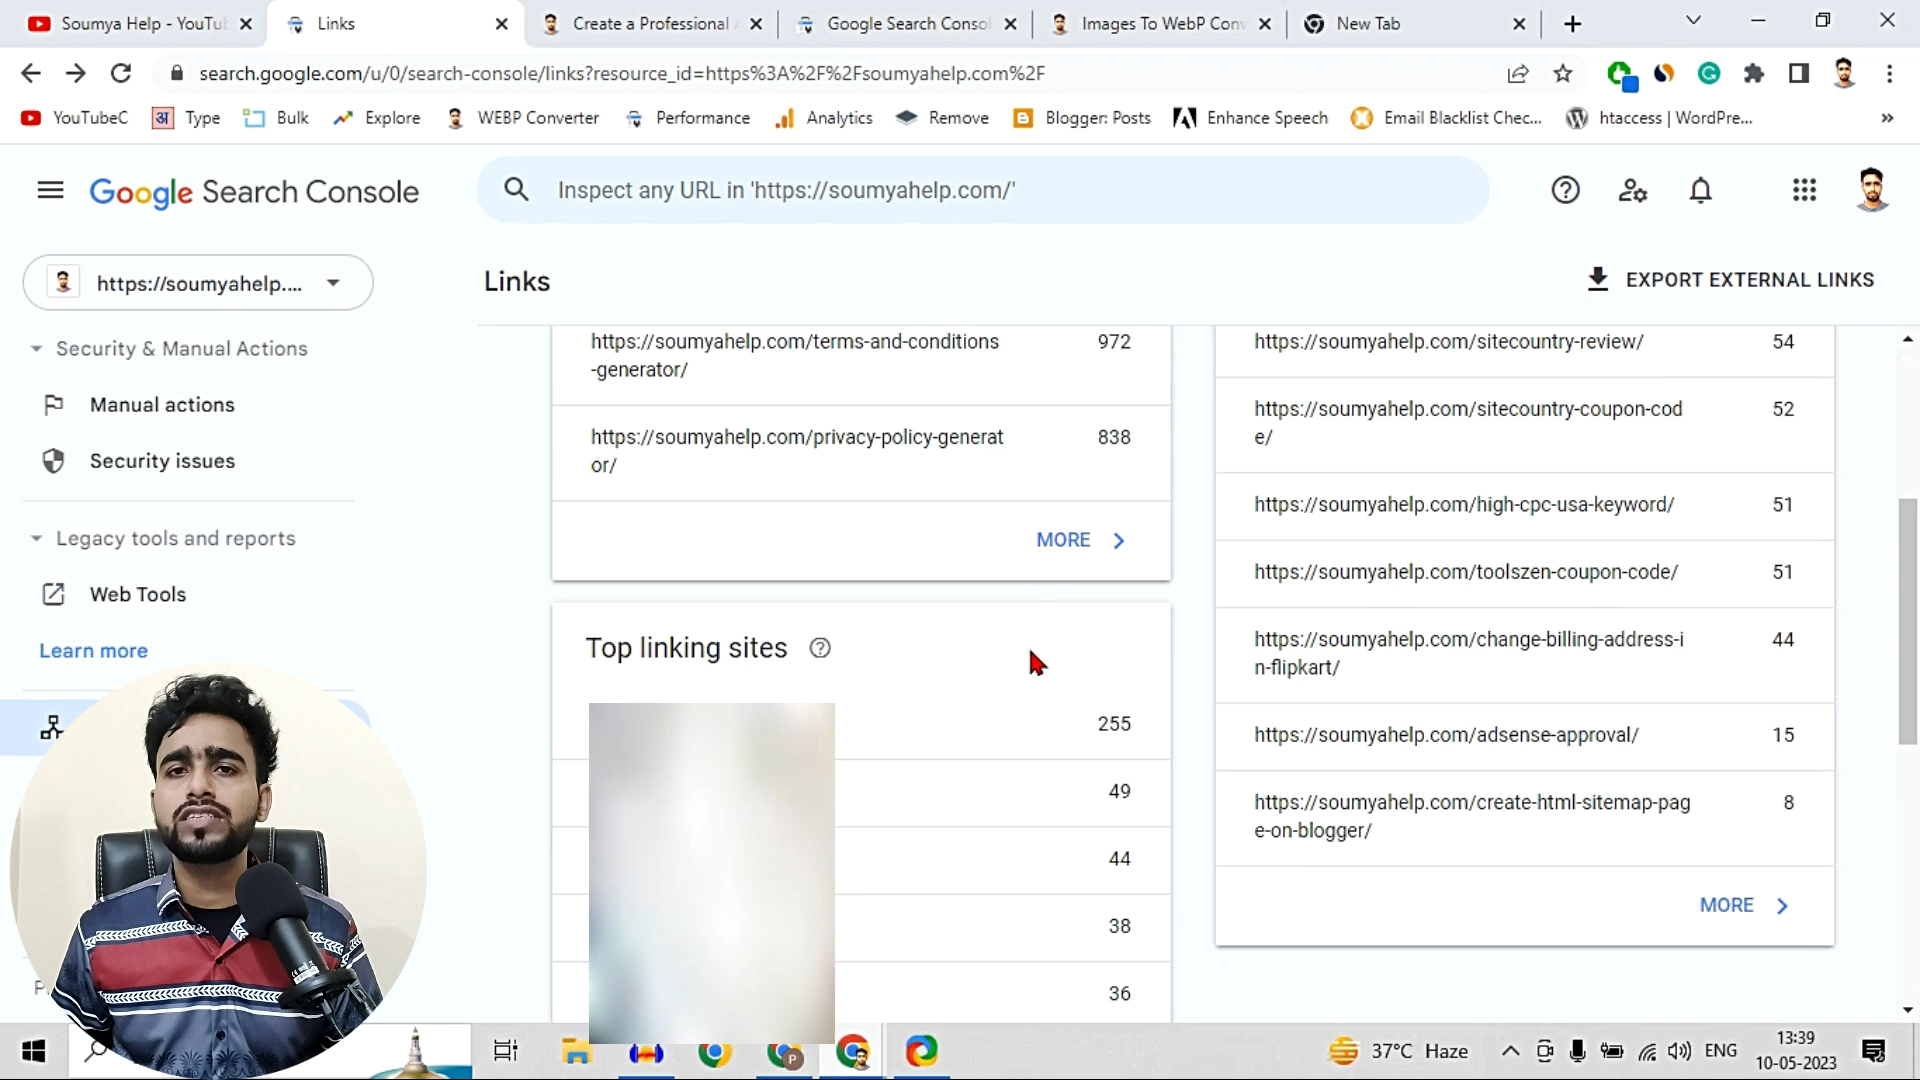 Soumya Help - YouTu
Links
Create a Professional
Google Search Conso
Images To WebP Con
New Tab
search.google.com/u/0/search-console/links?resource_id=https%3A%2F%2Fsoumyahelp.com%2F
YouTubeC
अ Type
Bulk
Explore
WEBP Converter
Performance
Analytics
Remove
Blogger: Posts
Enhance Speech
Email Blacklist Chec...
htaccess | WordPre...
»
Google Search Console
Inspect any URL in 'https://soumyahelp.com/'
https://soumyahelp....
Links
EXPORT EXTERNAL LINKS
Security & Manual Actions
Manual actions
Security issues
Legacy tools and reports
Web Tools
Learn more
https://soumyahelp.com/terms-and-conditions 972
-generator/
https://soumyahelp.com/privacy-policy-generat 838
or/
MORE
Top linking sites
255
49
44
38
36
https://soumyahelp.com/sitecountry-review/ 54
https://soumyahelp.com/sitecountry-coupon-cod 52
e/
https://soumyahelp.com/high-cpc-usa-keyword/ 51
https://soumyahelp.com/toolszen-coupon-code/ 51
https://soumyahelp.com/change-billing-address-i 44
n-flipkart/
https://soumyahelp.com/adsense-approval/ 15
https://soumyahelp.com/create-html-sitemap-pag 8
e-on-blogger/
MORE
P
37°C Haze
ENG
13:39
10-05-2023